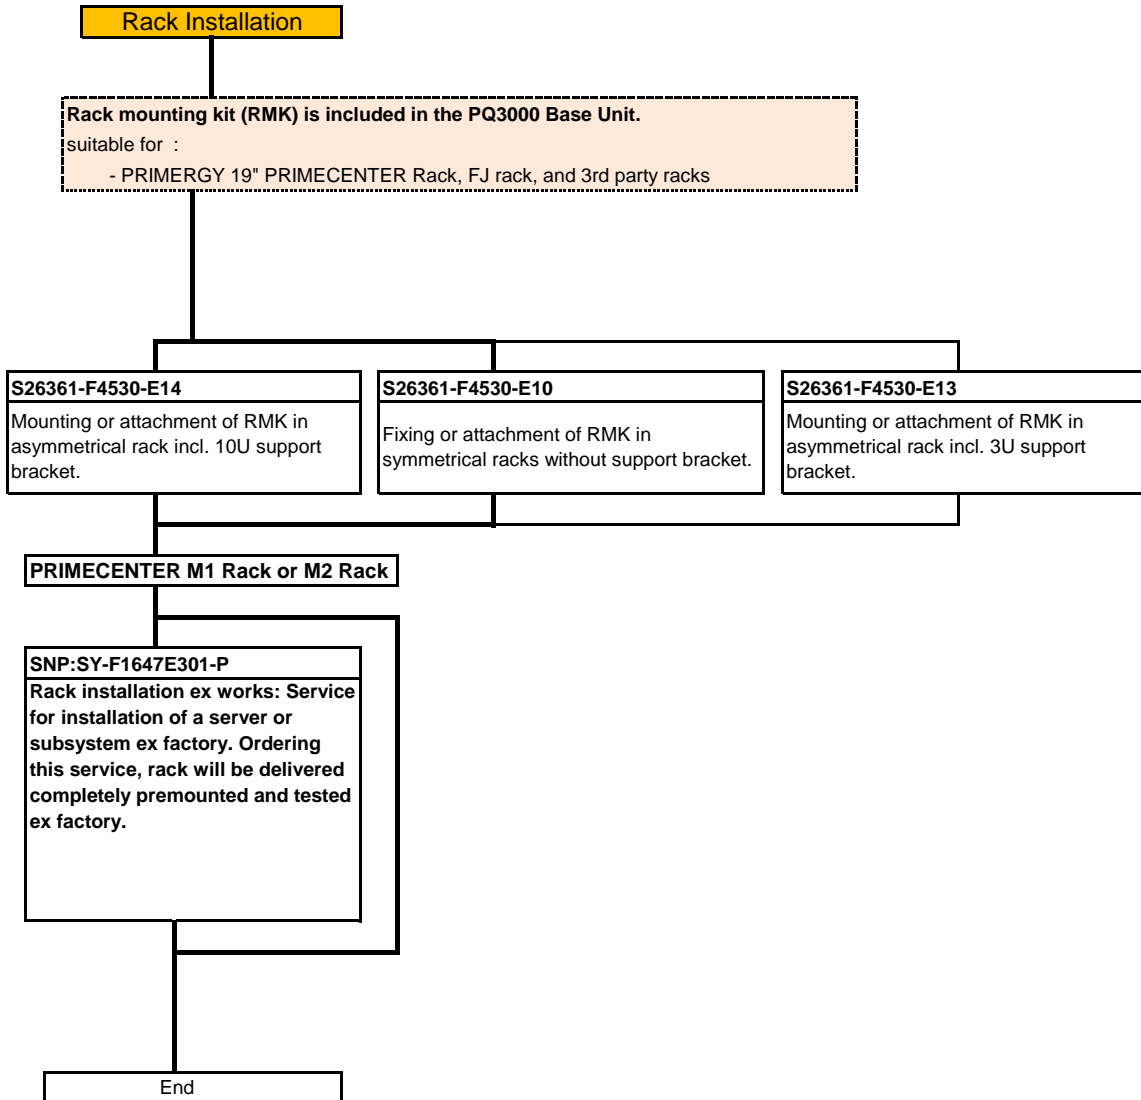 Rack Installation
Rack mounting kit (RMK) is included in the PQ3000 Base Unit.
suitable for :
- PRIMERGY 19" PRIMECENTER Rack, FJ rack, and 3rd party racks
S26361-F4530-E14
Mounting or attachment of RMK in
asymmetrical rack incl. 10U support
bracket.
S26361-F4530-E10
Fixing or attachment of RMK in
symmetrical racks without support bracket.
S26361-F4530-E13
Mounting or attachment of RMK in
asymmetrical rack incl. 3U support
bracket.
PRIMECENTER M1 Rack or M2 Rack
SNP:SY-F1647E301-P
Rack installation ex works: Service
for installation of a server or
subsystem ex factory. Ordering
this service, rack will be delivered
completely premounted and tested
ex factory.
End